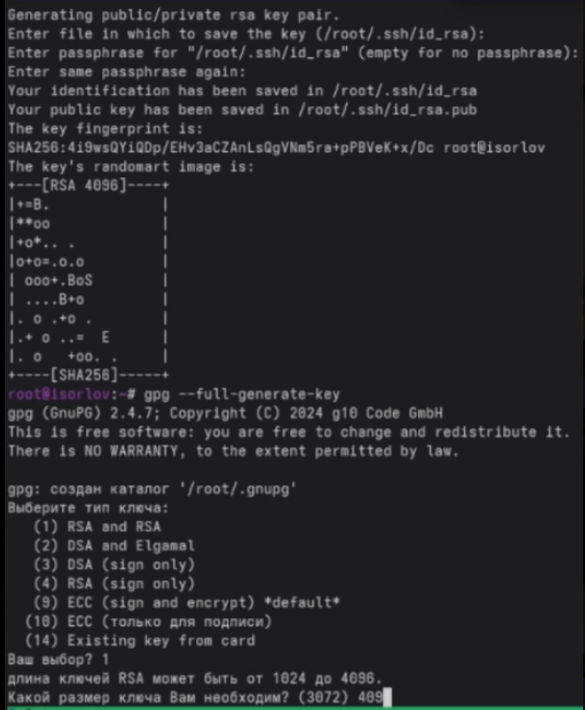 Generating public/private rsa key pair.
Enter file in which to save the key (/root/.ssh/id_rsa):
Enter passphrase for "/root/.ssh/id_rsa" (empty for no passphrase):
Enter same passphrase again:
Your identification has been saved in /root/.ssh/id_rsa
Your public key has been saved in /root/.ssh/id_rsa.pub
The key fingerprint is:
SHA256:4i9wsQYiQDp/EHv3aCZAnLsQgVNm5ra+pPBVeK+x/Dc root@isorlov
The key's randomart image is:
+---[RSA 4096]----+
|+=B.             |
|**oo             |
|+o*.. .          |
|o+o=.o.o         |
| ooo+.BoS        |
| ....B+o         |
|. o .+o .        |
|.+ o ..=  E      |
|. o   +oo. .     |
+----[SHA256]-----+
root@isorlov:~# gpg --full-generate-key
gpg (GnuPG) 2.4.7; Copyright (C) 2024 g10 Code GmbH
This is free software: you are free to change and redistribute it.
There is NO WARRANTY, to the extent permitted by law.
gpg: создан каталог '/root/.gnupg'
Выберите тип ключа:
   (1) RSA and RSA
   (2) DSA and Elgamal
   (3) DSA (sign only)
   (4) RSA (sign only)
   (9) ECC (sign and encrypt) *default*
  (10) ECC (только для подписи)
  (14) Existing key from card
Ваш выбор? 1
длина ключей RSA может быть от 1024 до 4096.
Какой размер ключа Вам необходим? (3072) 409